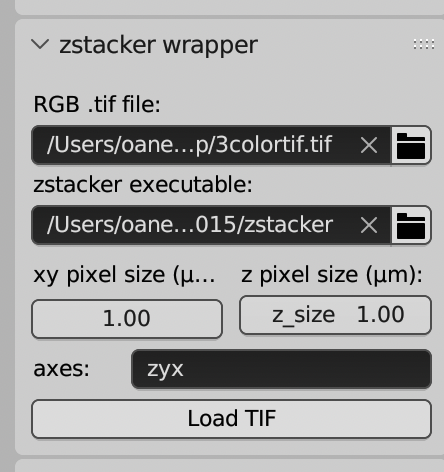 zstacker wrapper
RGB .tif file:
/Users/oane…p/3colortif.tif
zstacker executable:
/Users/oane…015/zstacker
xy pixel size (µ… z pixel size (µm):
1.00 z_size 1.00
axes: zyx
Load TIF